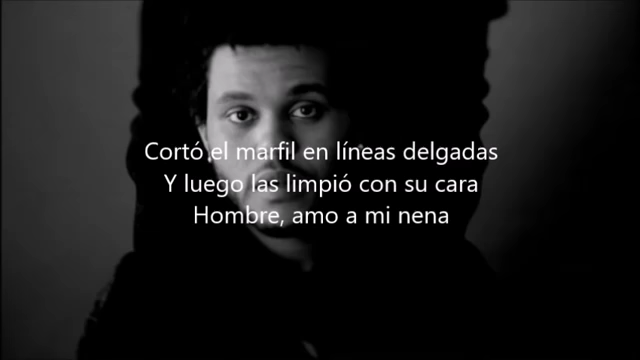 Cortó el marfil en líneas delgadas
Y luego las limpió con su cara
Hombre, amo a mi nena